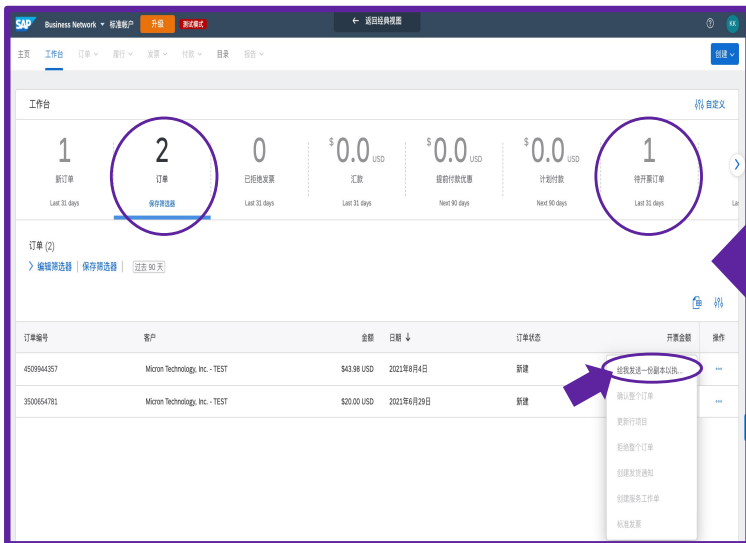 SAP Business Network 标准帐户 升级 测试模式 ← 返回经典视图 KK
主页 工作台 订单 履行 发票 付款 目录 报告 创建
工作台 自定义
1 2 0 $0.0 USD $0.0 USD $0.0 USD 1
新订单 订单 已拒绝发票 汇款 提前付款优惠 计划付款 待开票订单
Last 31 days 保存筛选器 Last 31 days Last 31 days Next 90 days Next 90 days Last 31 days
订单 (2)
编辑筛选器 保存筛选器 过去 90 天
订单编号 客户 金额 日期 ↓ 订单状态 开票金额 操作
4509944357 Micron Technology, Inc. - TEST $43.98 USD 2021年8月4日 新建 给我发送一份副本以执... ...
3500654781 Micron Technology, Inc. - TEST $20.00 USD 2021年6月29日 新建 确认整个订单 ...
更新行项目
拒绝整个订单
创建发货通知
创建服务工作单
标准发票